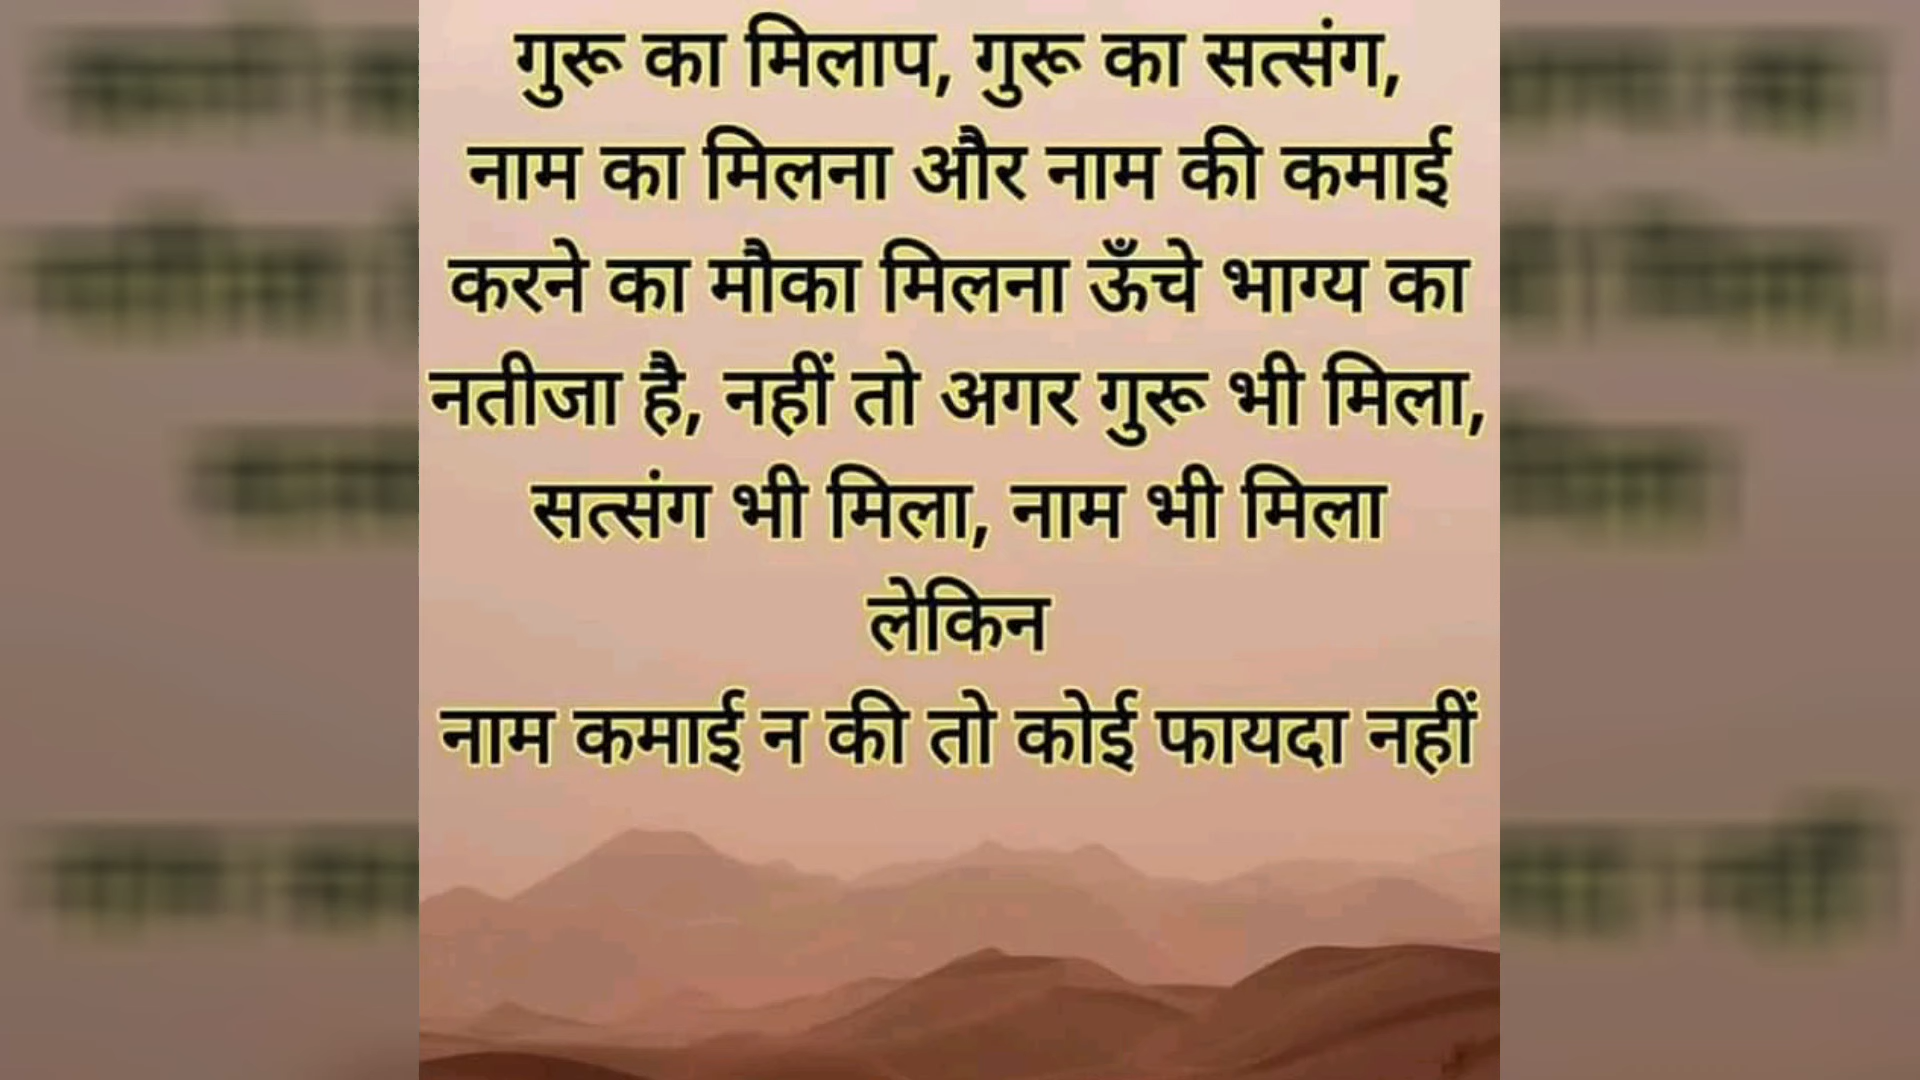 गुरू का मिलाप, गुरू का सत्संग,
नाम का मिलना और नाम की कमाई
करने का मौका मिलना ऊँचे भाग्य का
नतीजा है, नहीं तो अगर गुरू भी मिला,
सत्संग भी मिला, नाम भी मिला
लेकिन
नाम कमाई न की तो कोई फायदा नहीं